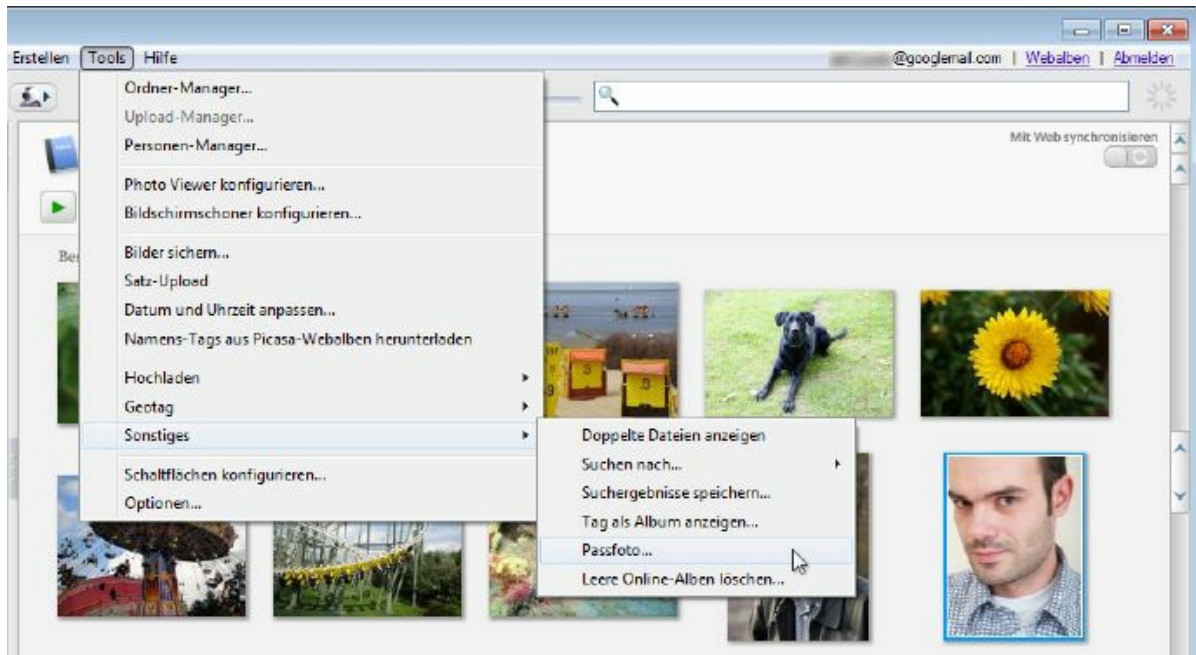 Erstellen Tools Hilfe
@googlemail.com | Webalben | Abmelden
Ordner-Manager...
Upload-Manager...
Personen-Manager...
Mit Web synchronisieren
Photo Viewer konfigurieren...
Bildschirmschoner konfigurieren...
Bilder sichern...
Satz-Upload
Datum und Uhrzeit anpassen...
Namens-Tags aus Picasa-Webalben herunterladen
Hochladen
Geotag
Sonstiges
Schaltflächen konfigurieren...
Optionen...
Doppelte Dateien anzeigen
Suchen nach...
Suchergebnisse speichern...
Tag als Album anzeigen...
Passfoto...
Leere Online-Alben löschen...